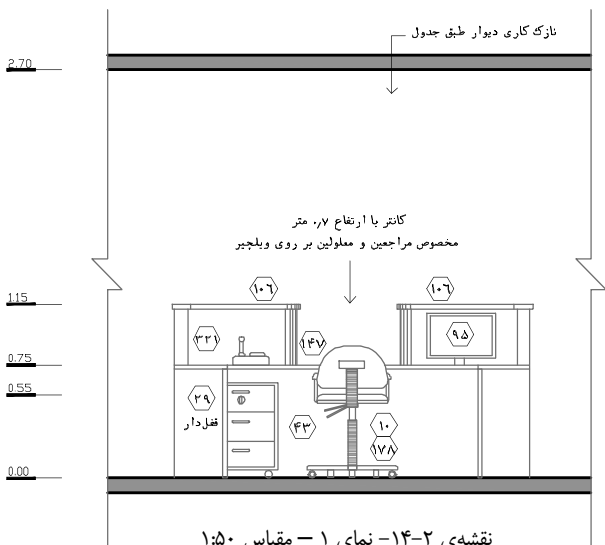 نازک کاری دیوار طبق جدول
2.70
کانتر با ارتفاع ۰٫۷ متر
مخصوص مراجعین و معلولین بر روی ویلچیر
۱۰۶
۱۰۶
1.15
۳۲۱
۱۴۷
۹۵
0.75
0.55
۲۹
قفل‌دار
۴۳
۱۰
۱۷۸
0.00
نقشه‌ی ۲-۱۴- نمای ۱ – مقیاس ۱:۵۰